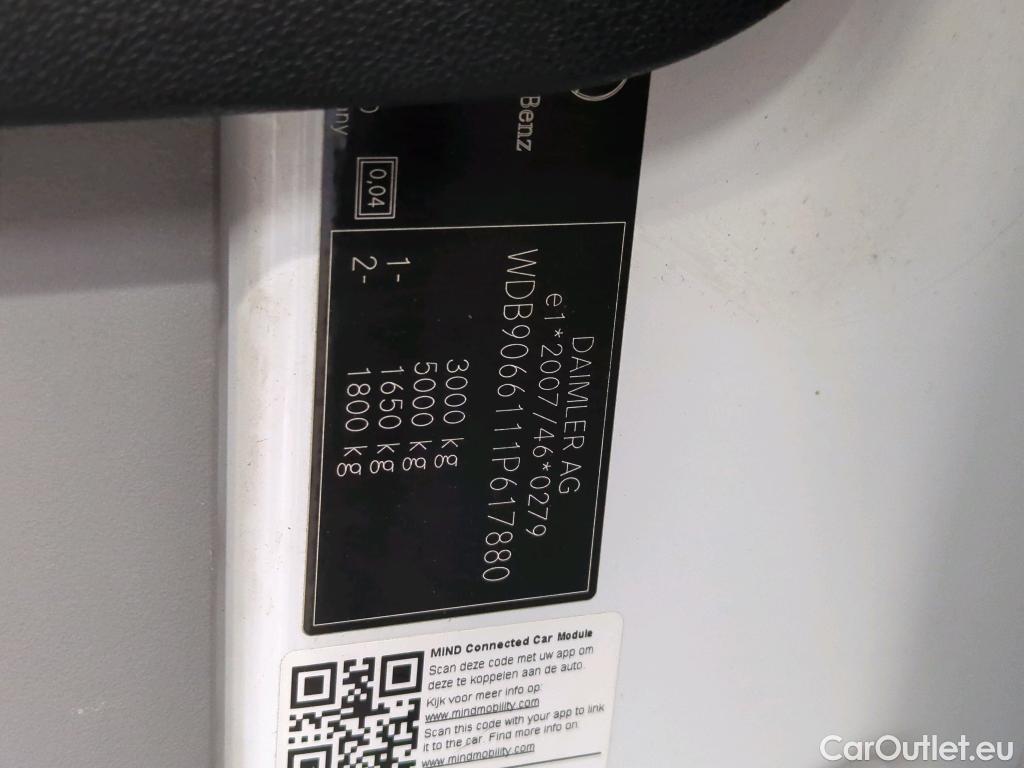 Benz
0,04
DAIMLER AG
e1*2007/46*0279
WDB9066111P617880
3000 kg
5000 kg
1- 1650 kg
2- 1800 kg
MIND Connected Car Module
Scan deze code met uw app om
deze te koppelen aan de auto.
Kijk voor meer info op:
www.mindmobility.com
Scan this code with your app to link
it to the car. Find more info on:
www.mindmobility.com
CarOutlet.eu